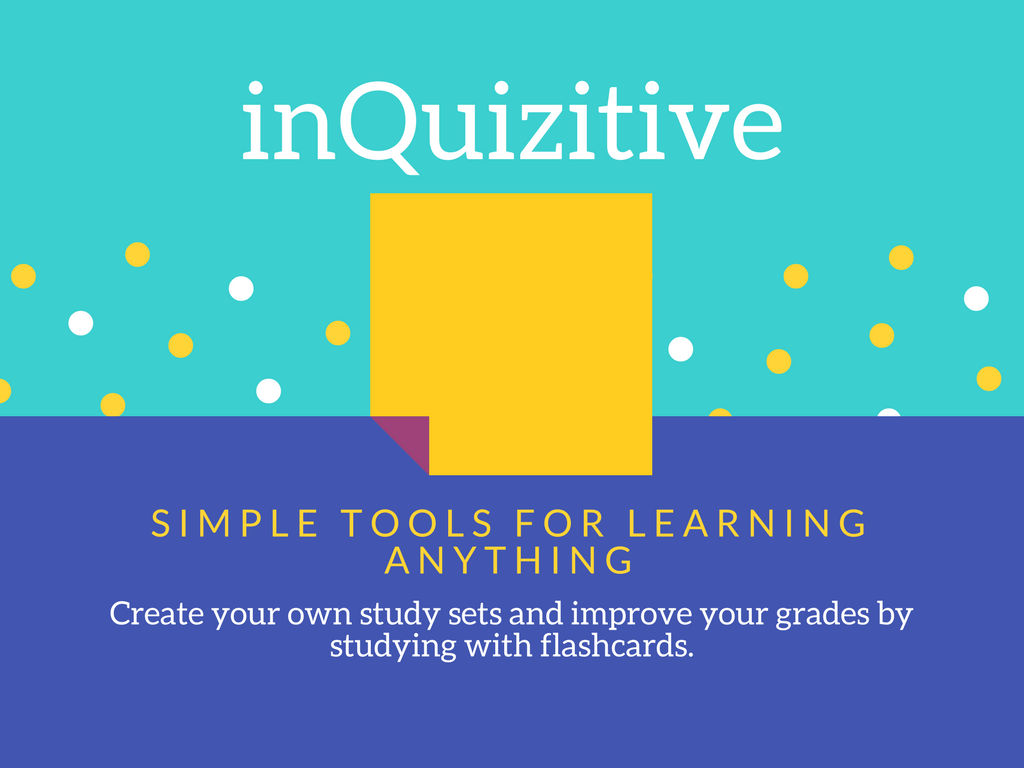 inQuizitive
SIMPLE TOOLS FOR LEARNING
ANYTHING
Create your own study sets and improve your grades by
studying with flashcards.